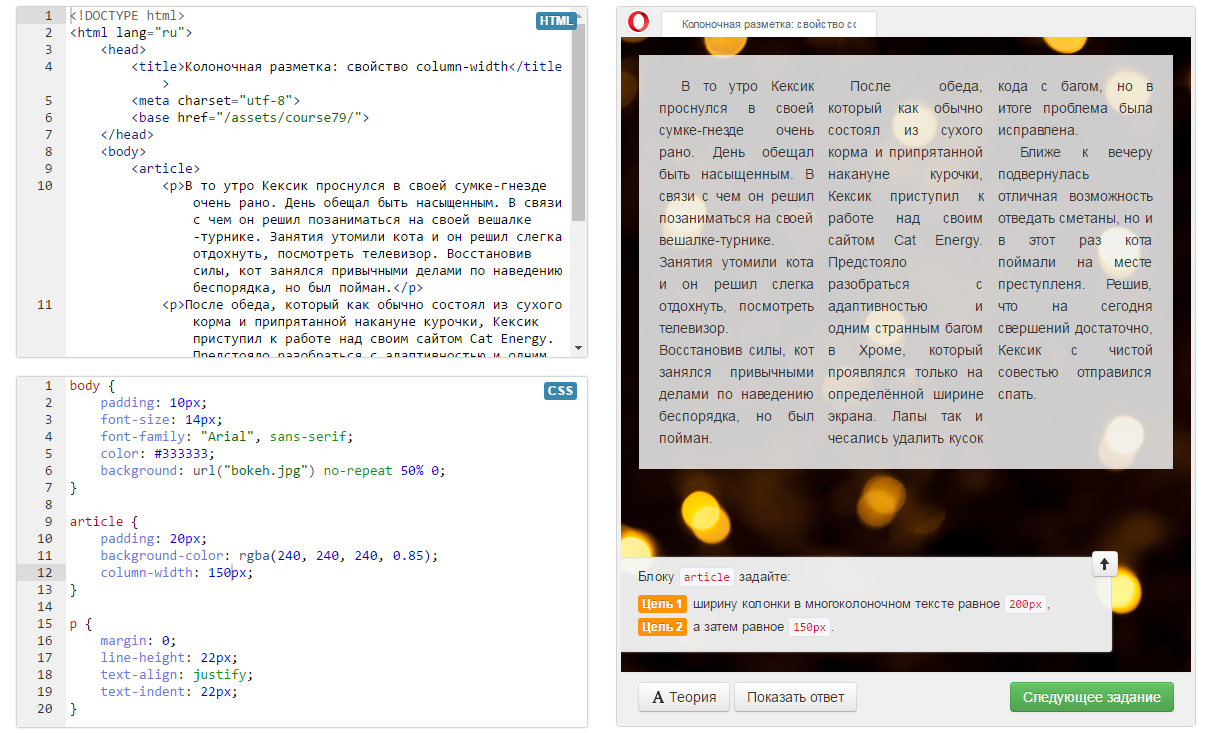 1 <!DOCTYPE html>
HTML
2 <html lang="ru">
3 <head>
4 <title>Колоночная разметка: свойство column-width</title
>
5 <meta charset="utf-8">
6 <base href="/assets/course79/">
7 </head>
8 <body>
9 <article>
10 <p>В то утро Кексик проснулся в своей сумке-гнезде
очень рано. День обещал быть насыщенным. В связи
с чем он решил позаниматься на своей вешалке
-турнике. Занятия утомили кота и он решил слегка
отдохнуть, посмотреть телевизор. Восстановив
силы, кот занялся привычными делами по наведению
беспорядка, но был пойман.</p>
11 <p>После обеда, который как обычно состоял из сухого
корма и припрятанной накануне курочки, Кексик
приступил к работе над своим сайтом Cat Energy.
Предстояло разобраться с адаптивностью и одним
CSS
1 body {
2 padding: 10px;
3 font-size: 14px;
4 font-family: "Arial", sans-serif;
5 color: #333333;
6 background: url("bokeh.jpg") no-repeat 50% 0;
7 }
8
9 article {
10 padding: 20px;
11 background-color: rgba(240, 240, 240, 0.85);
12 column-width: 150px;
13 }
14
15 p {
16 margin: 0;
17 line-height: 22px;
18 text-align: justify;
19 text-indent: 22px;
20 }
Колоночная разметка: свойство сс
В то утро Кексик
проснулся в своей
сумке-гнезде очень
рано. День обещал
быть насыщенным. В
связи с чем он решил
позаниматься на своей
вешалке-турнике.
Занятия утомили кота
и он решил слегка
отдохнуть, посмотреть
телевизор.
Восстановив силы, кот
занялся привычными
делами по наведению
беспорядка, но был
пойман.
После обеда,
который как обычно
состоял из сухого
корма и припрятанной
накануне курочки,
Кексик приступил к
работе над своим
сайтом Cat Energy.
Предстояло
разобраться с
адаптивностью и
одним странным багом
в Хроме, который
проявлялся только на
определённой ширине
экрана. Лапы так и
чесались удалить кусок
кода с багом, но в
итоге проблема была
исправлена.
Ближе к вечеру
подвернулась
отличная возможность
отведать сметаны, но и
в этот раз кота
поймали на месте
преступленя. Решив,
что на сегодня
свершений достаточно,
Кексик с чистой
совестью отправился
спать.
Блоку article задайте:
Цель 1 ширину колонки в многоколоночном тексте равное 200px ,
Цель 2 а затем равное 150px .
A Теория
Показать ответ
Следующее задание